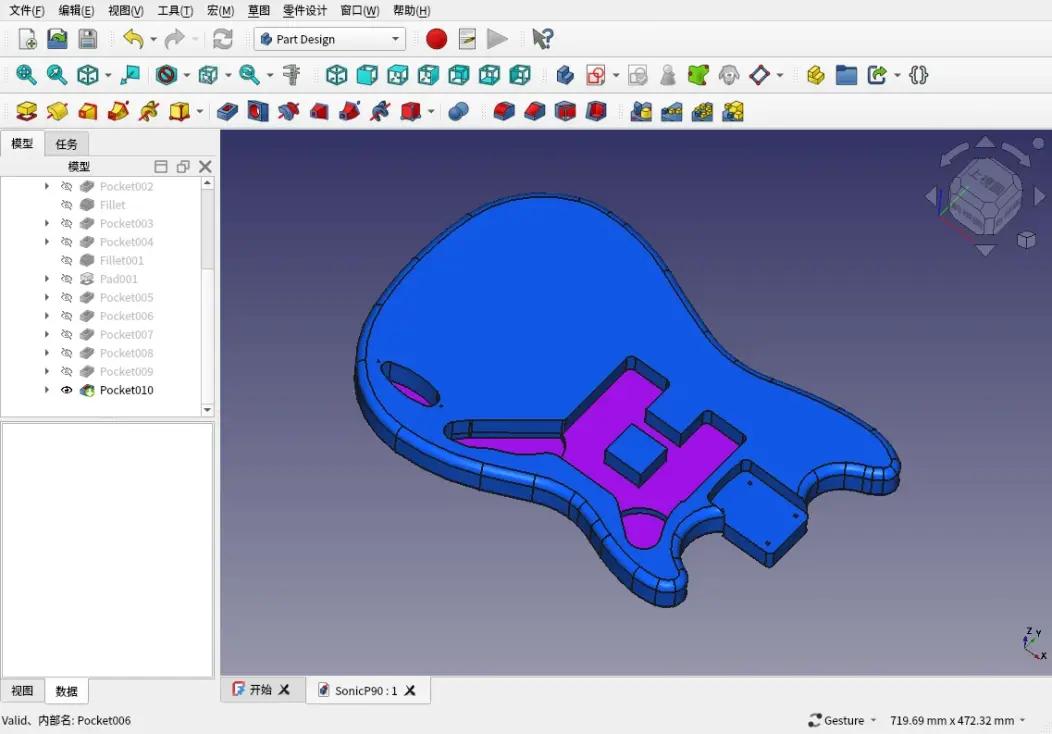 文件(F) 编辑(E) 视图(V) 工具(T) 宏(M) 草图 零件设计 窗口(W) 帮助(H)
Part Design
模型 任务
模型
Pocket002
Fillet
Pocket003
Pocket004
Fillet001
Pad001
Pocket005
Pocket006
Pocket007
Pocket008
Pocket009
Pocket010
Z Y
X
视图 数据
开始 SonicP90 : 1
Valid、内部名: Pocket006
Gesture 719.69 mm x 472.32 mm